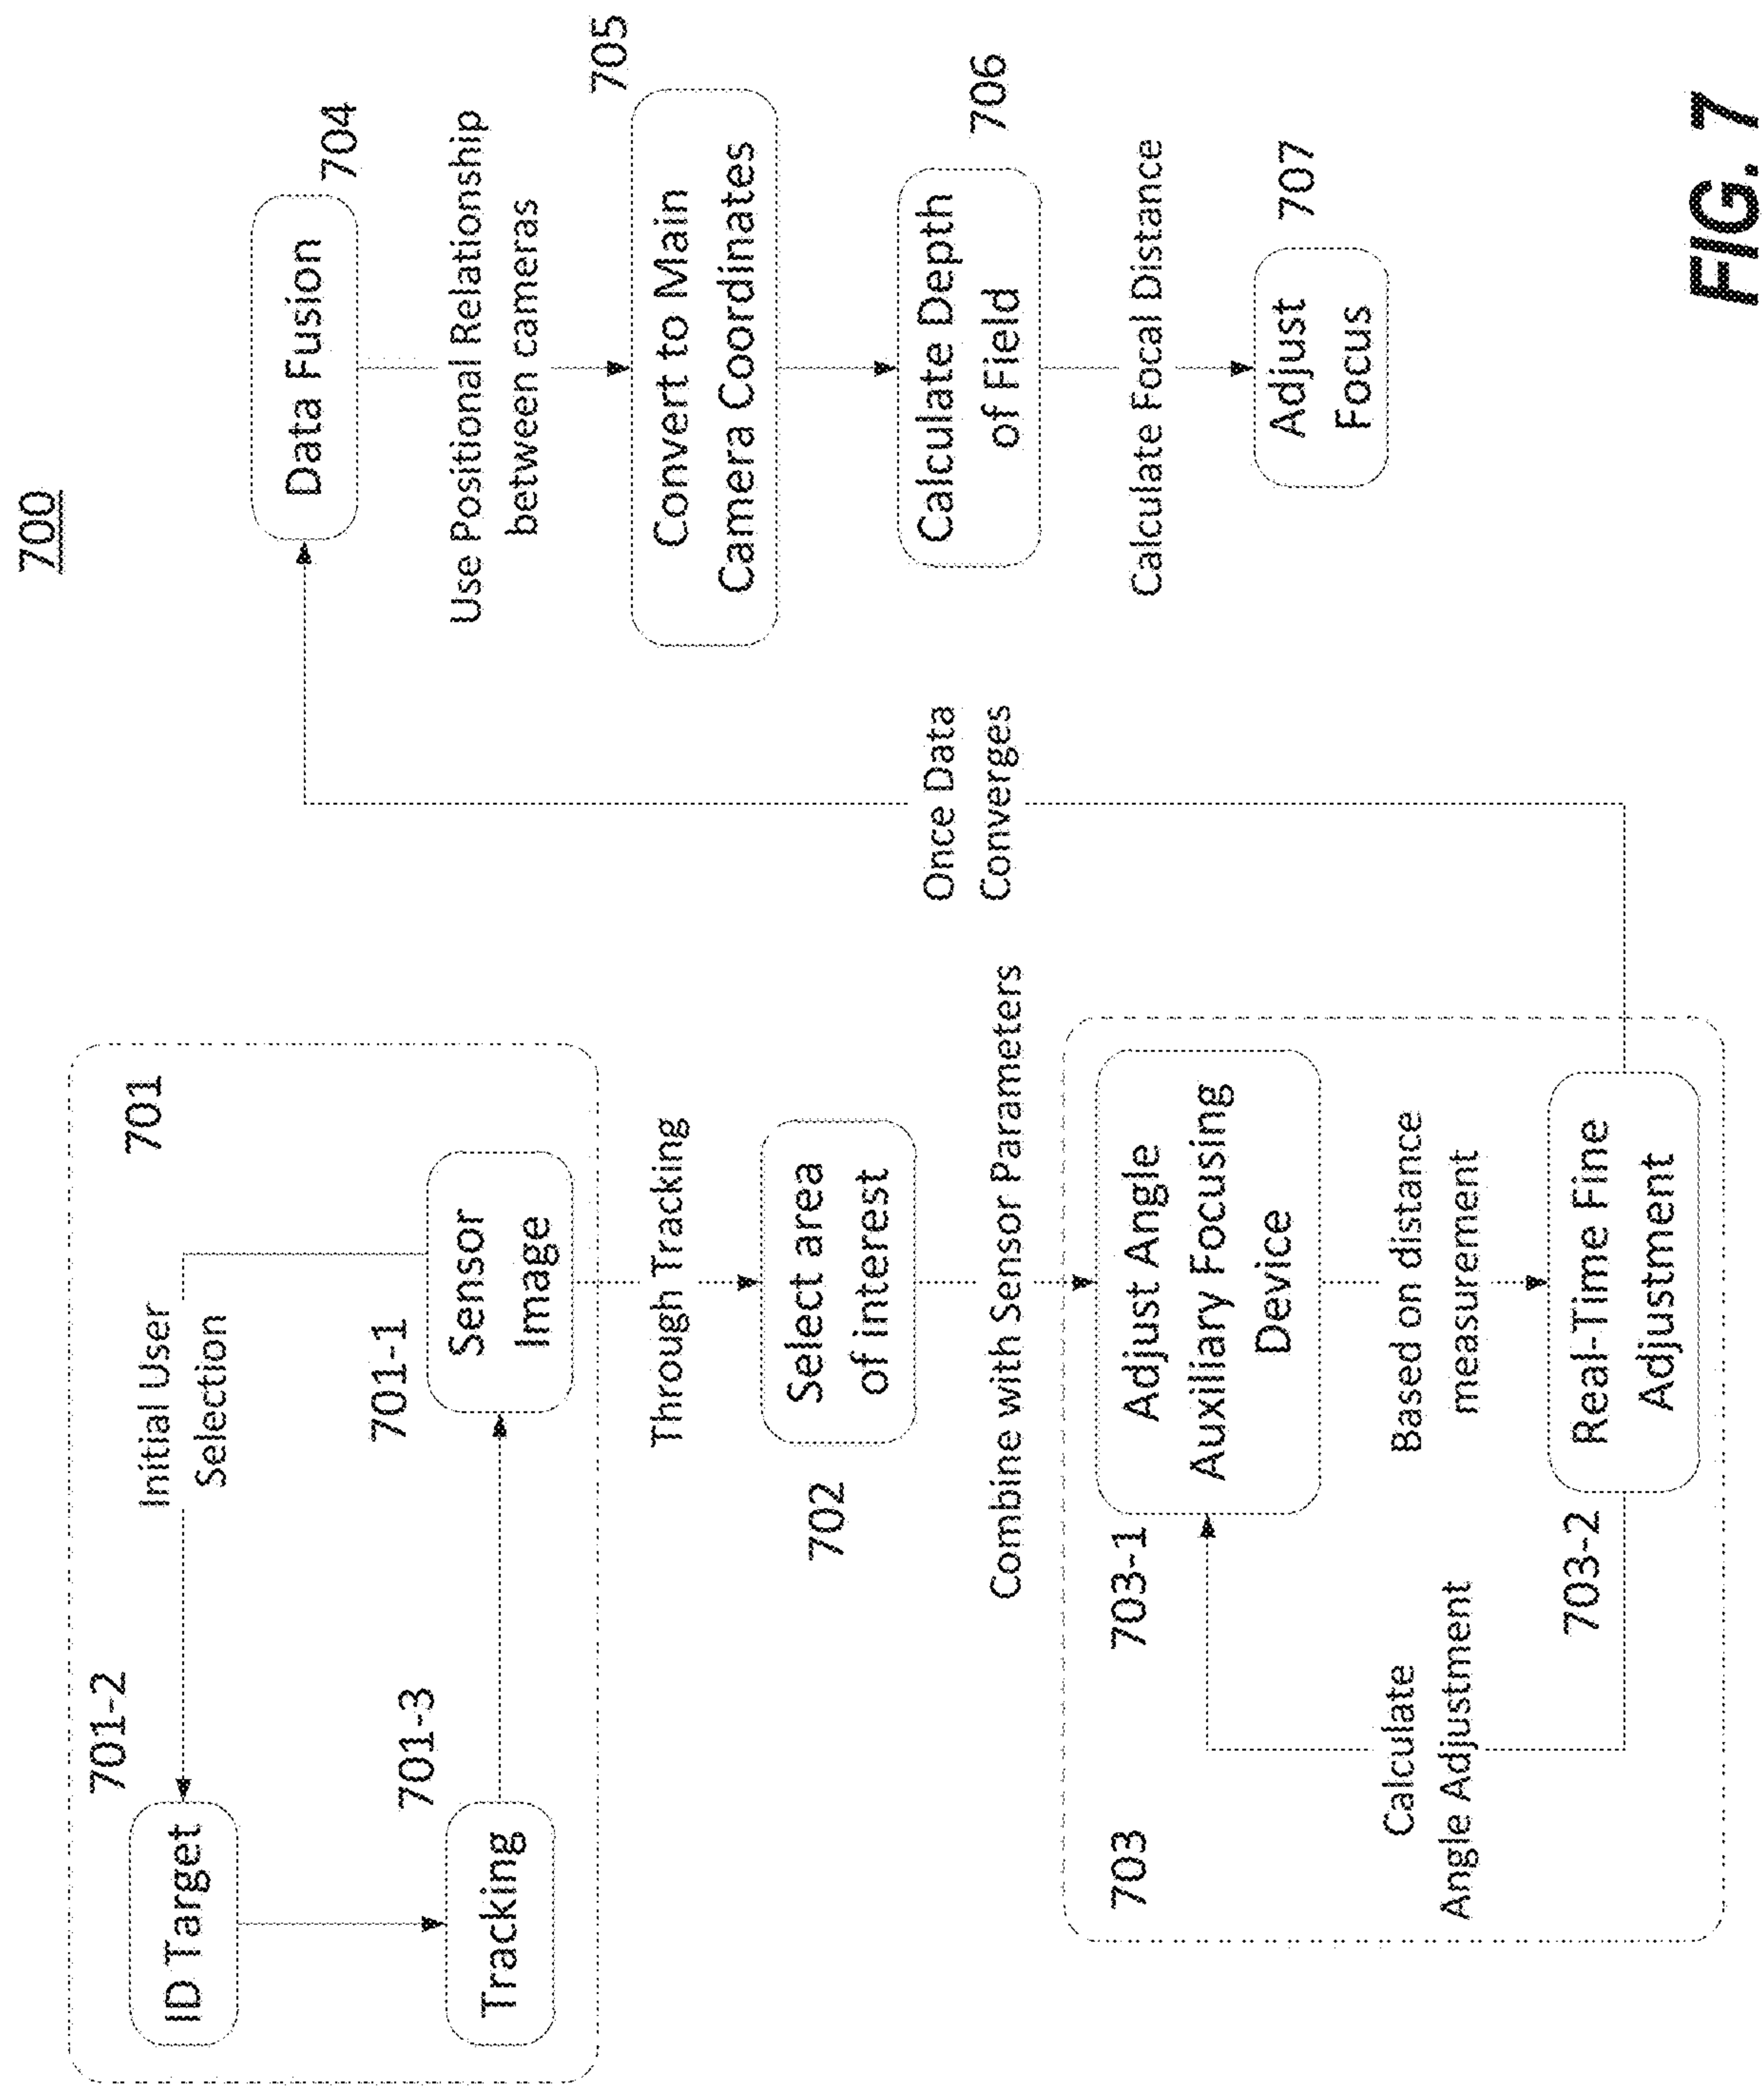 700
701
701-2
ID Target
Initial User
Selection
701-1
Sensor
Image
701-3
Tracking
Through Tracking
702
Select area
of interest
Combine with Sensor Parameters
703
703-1
Adjust Angle
Auxiliary Focusing
Device
Based on distance
measurement
703-2
Real-Time Fine
Adjustment
Calculate
Angle Adjustment
Once Data
Converges
704
Data Fusion
Use Positional Relationship
between cameras
705
Convert to Main
Camera Coordinates
706
Calculate Depth
of Field
Calculate Focal Distance
707
Adjust
Focus
FIG. 7